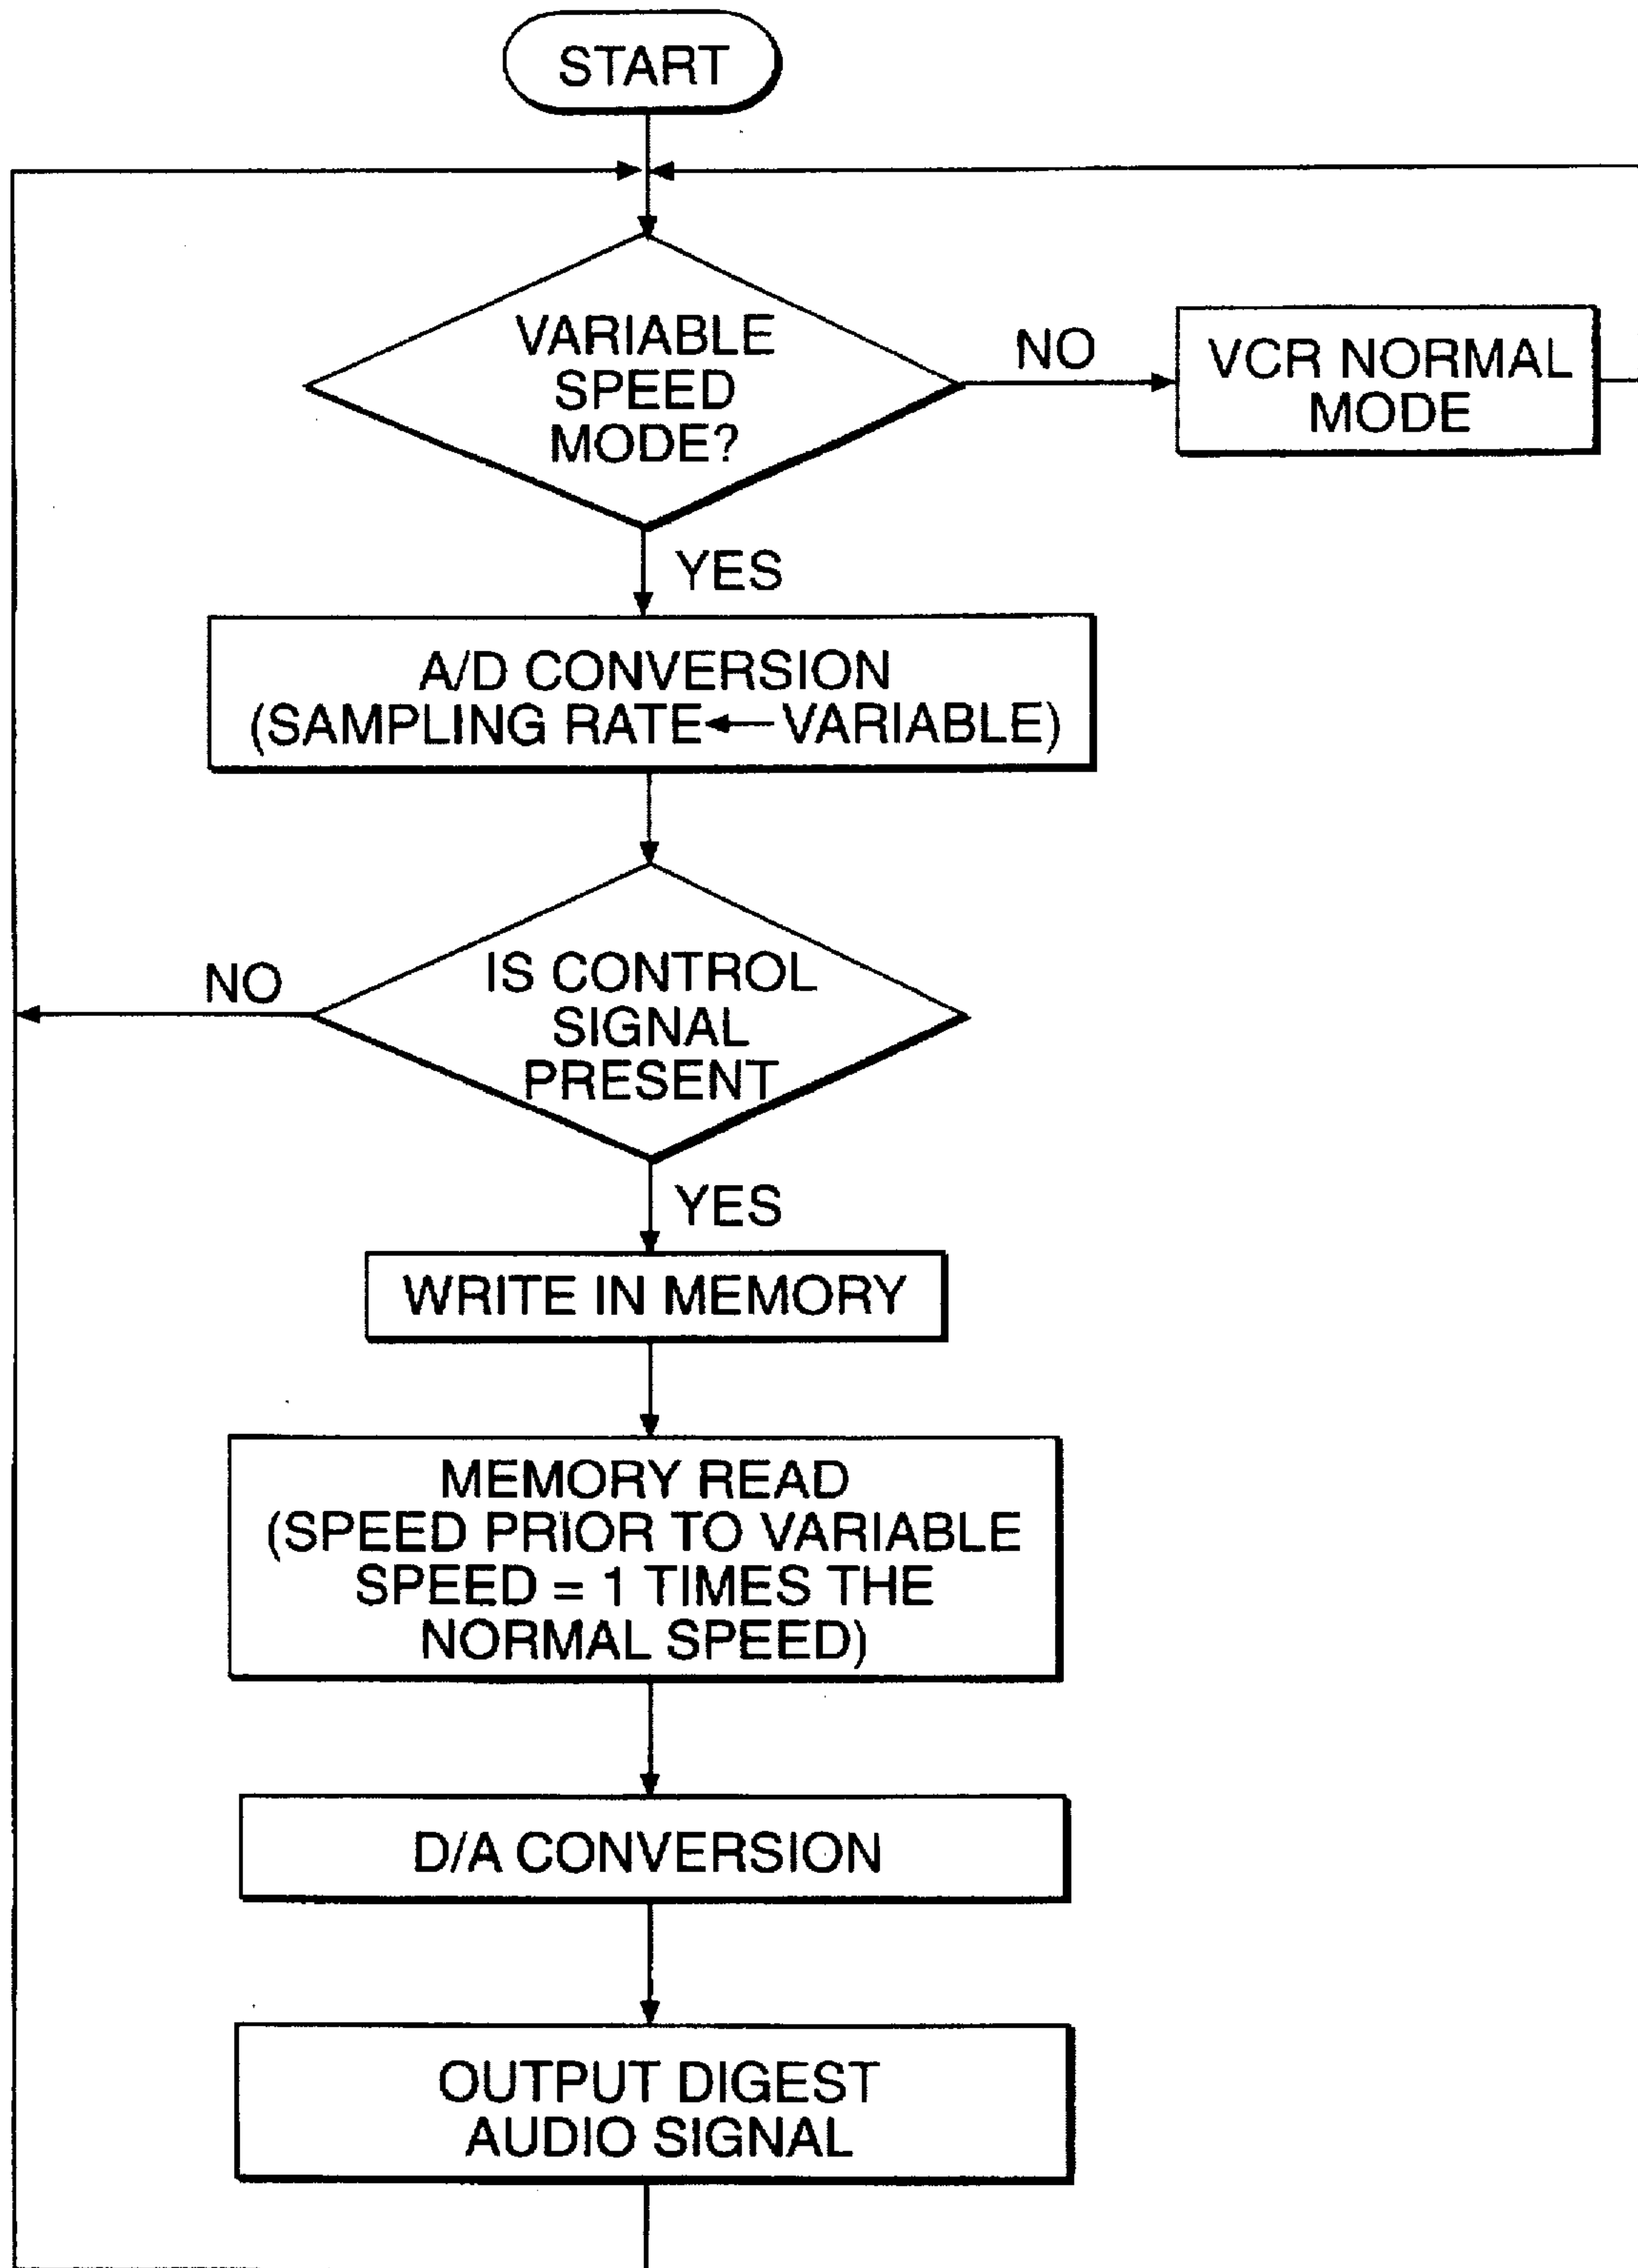 START
VARIABLE
SPEED
MODE?
NO
VCR NORMAL
MODE
YES
A/D CONVERSION
(SAMPLING RATE ← VARIABLE)
NO
IS CONTROL
SIGNAL
PRESENT
YES
WRITE IN MEMORY
MEMORY READ
(SPEED PRIOR TO VARIABLE
SPEED = 1 TIMES THE
NORMAL SPEED)
D/A CONVERSION
OUTPUT DIGEST
AUDIO SIGNAL